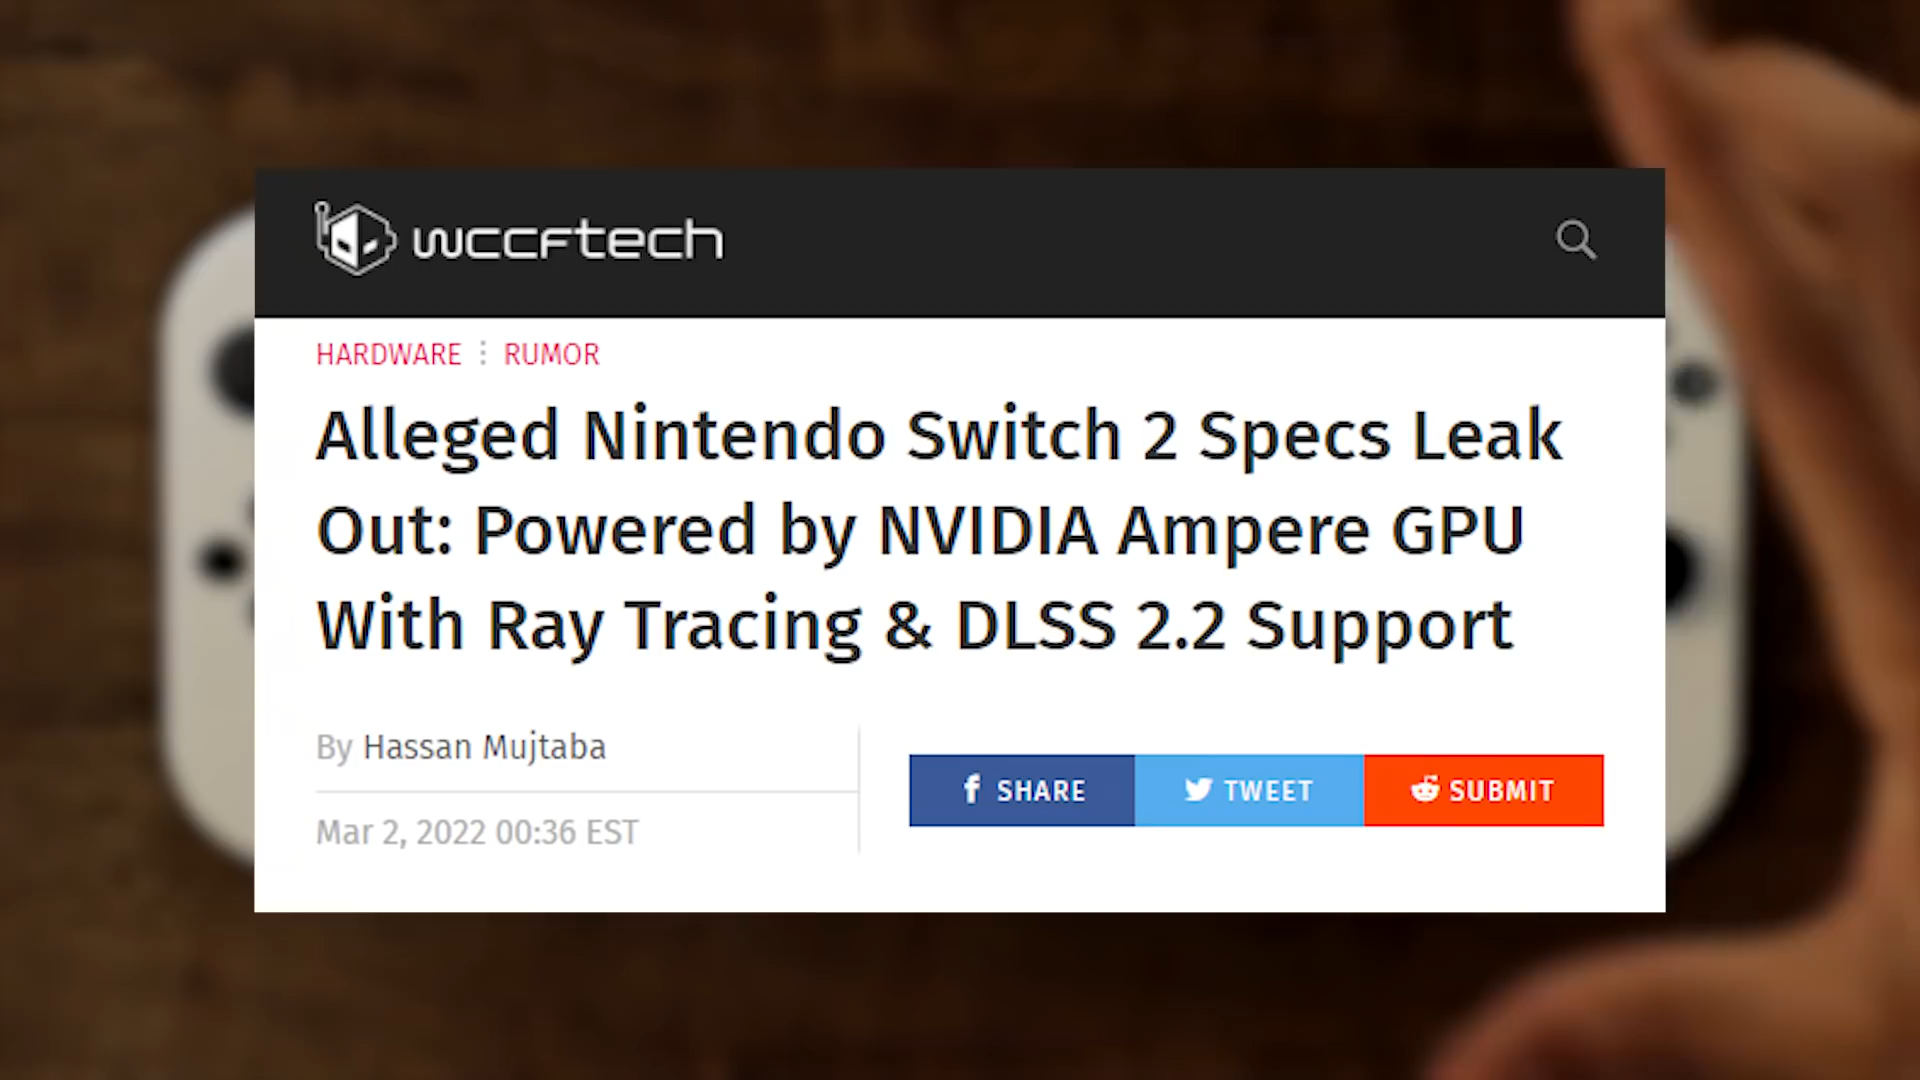 wccftech
HARDWARE ⋮ RUMOR
Alleged Nintendo Switch 2 Specs Leak
Out: Powered by NVIDIA Ampere GPU
With Ray Tracing & DLSS 2.2 Support
By Hassan Mujtaba
Mar 2, 2022 00:36 EST
SHARE
TWEET
SUBMIT